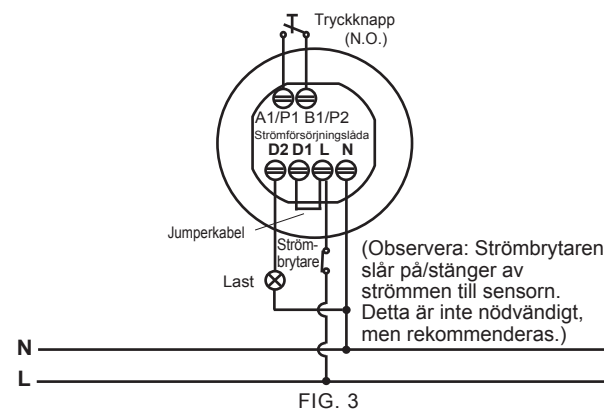 Tryckknapp
(N.O.)
A1/P1 B1/P2
Strömförsörjningslåda
D2 D1 L N
Jumperkabel
Ström-
brytare
Last
(Observera: Strömbrytaren
slår på/stänger av
strömmen till sensorn.
Detta är inte nödvändigt,
men rekommenderas.)
N
L
FIG. 3